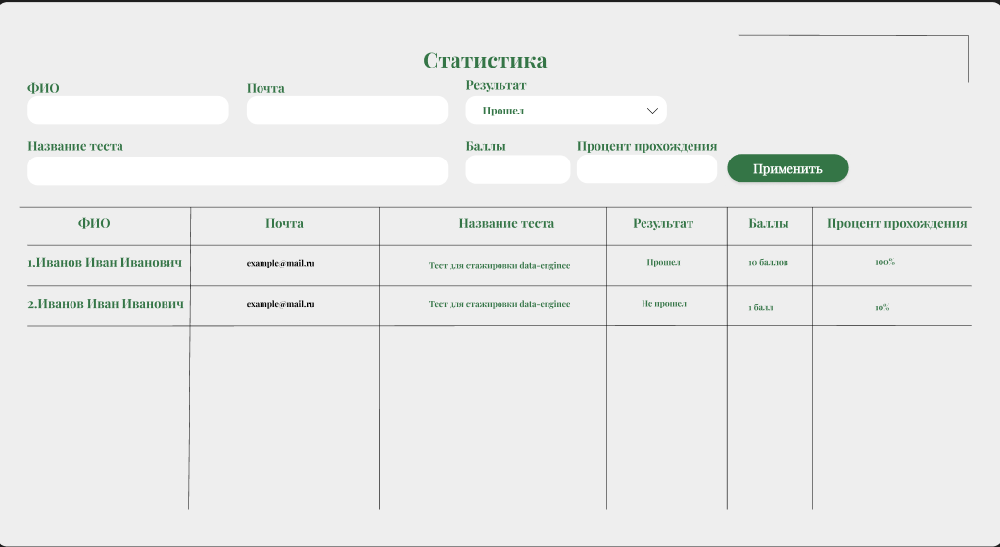 Статистика
ФИО
Почта
Результат
Прошел
Название теста
Баллы
Процент прохождения
Применить
ФИО Почта Название теста Результат Баллы Процент прохождения
1.Иванов Иван Иванович example@mail.ru Тест для стажировки data-enginee Прошел 10 баллов 100%
2.Иванов Иван Иванович example@mail.ru Тест для стажировки data-enginee Не прошел 1 балл 10%